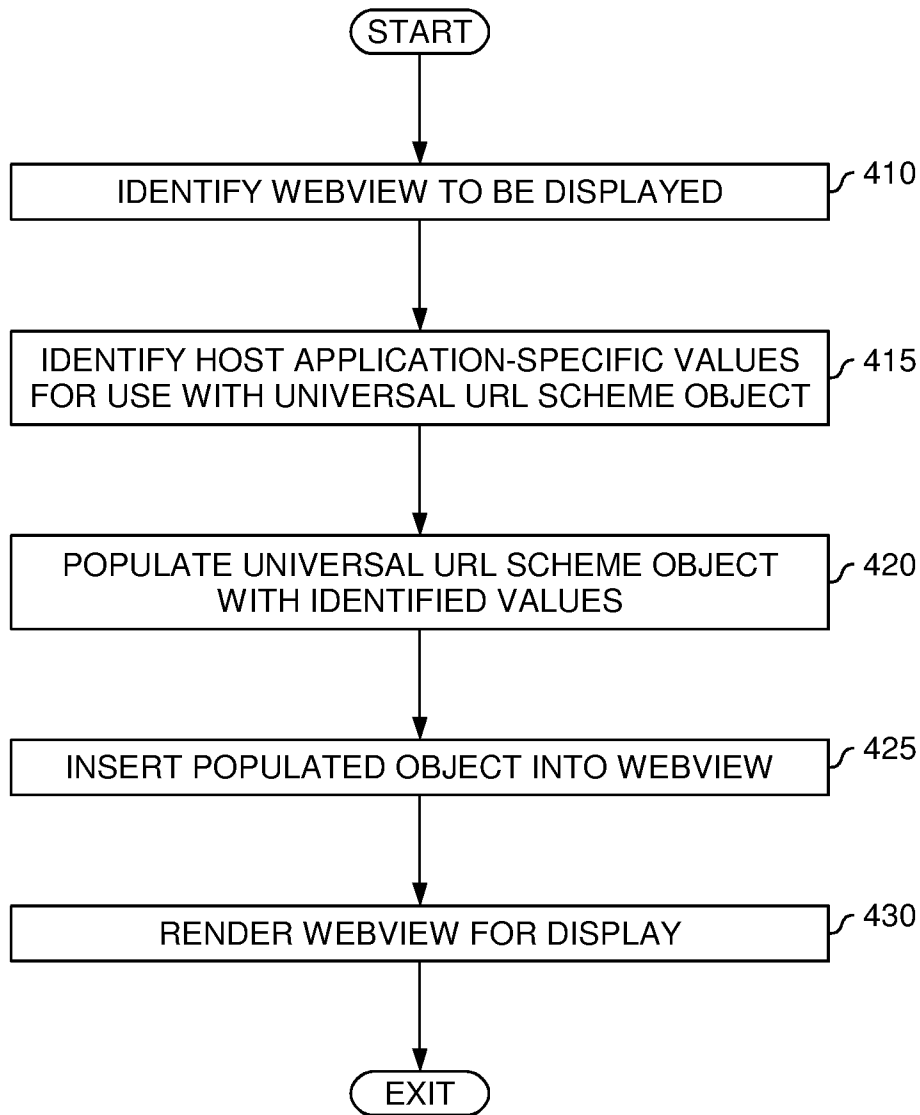 START
IDENTIFY WEBVIEW TO BE DISPLAYED
410
IDENTIFY HOST APPLICATION-SPECIFIC VALUES
FOR USE WITH UNIVERSAL URL SCHEME OBJECT
415
POPULATE UNIVERSAL URL SCHEME OBJECT
WITH IDENTIFIED VALUES
420
INSERT POPULATED OBJECT INTO WEBVIEW
425
RENDER WEBVIEW FOR DISPLAY
430
EXIT